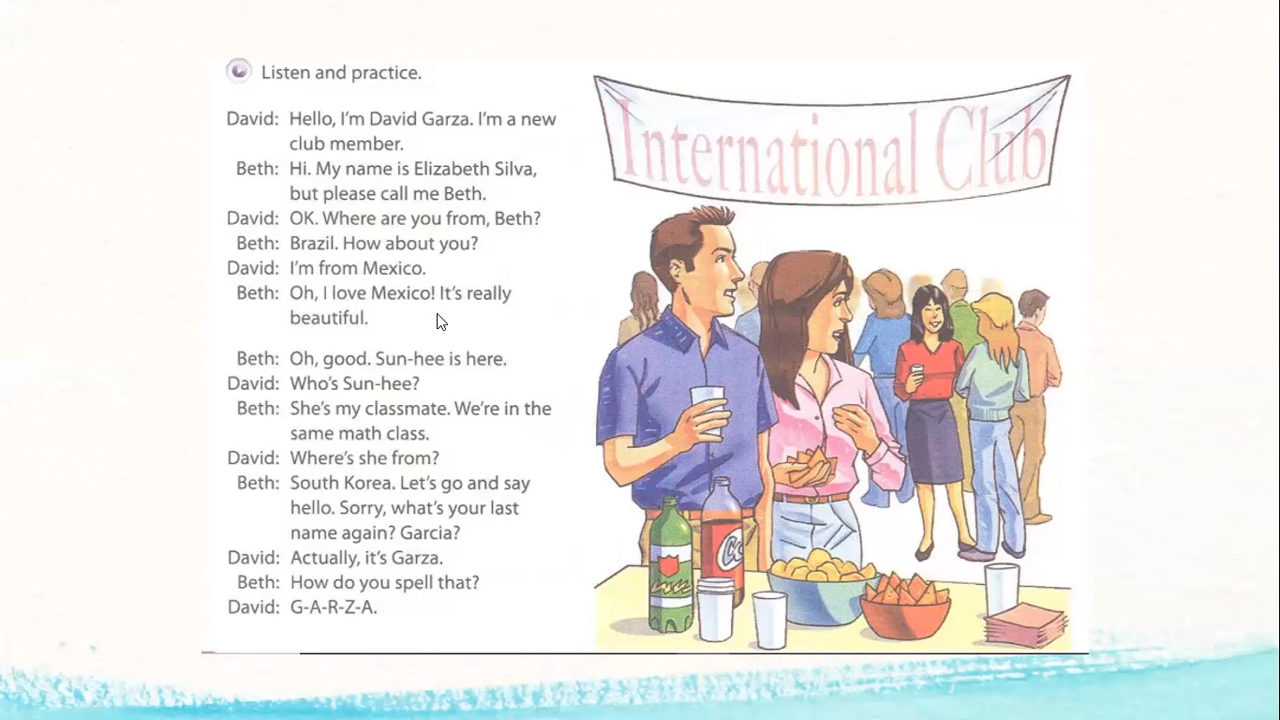 Listen and practice.
David: Hello, I'm David Garza. I'm a new
club member.
Beth: Hi. My name is Elizabeth Silva,
but please call me Beth.
David: OK. Where are you from, Beth?
Beth: Brazil. How about you?
David: I'm from Mexico.
Beth: Oh, I love Mexico! It's really
beautiful.
Beth: Oh, good. Sun-hee is here.
David: Who's Sun-hee?
Beth: She's my classmate. We're in the
same math class.
David: Where's she from?
Beth: South Korea. Let's go and say
hello. Sorry, what's your last
name again? Garcia?
David: Actually, it's Garza.
Beth: How do you spell that?
David: G-A-R-Z-A.
International Club